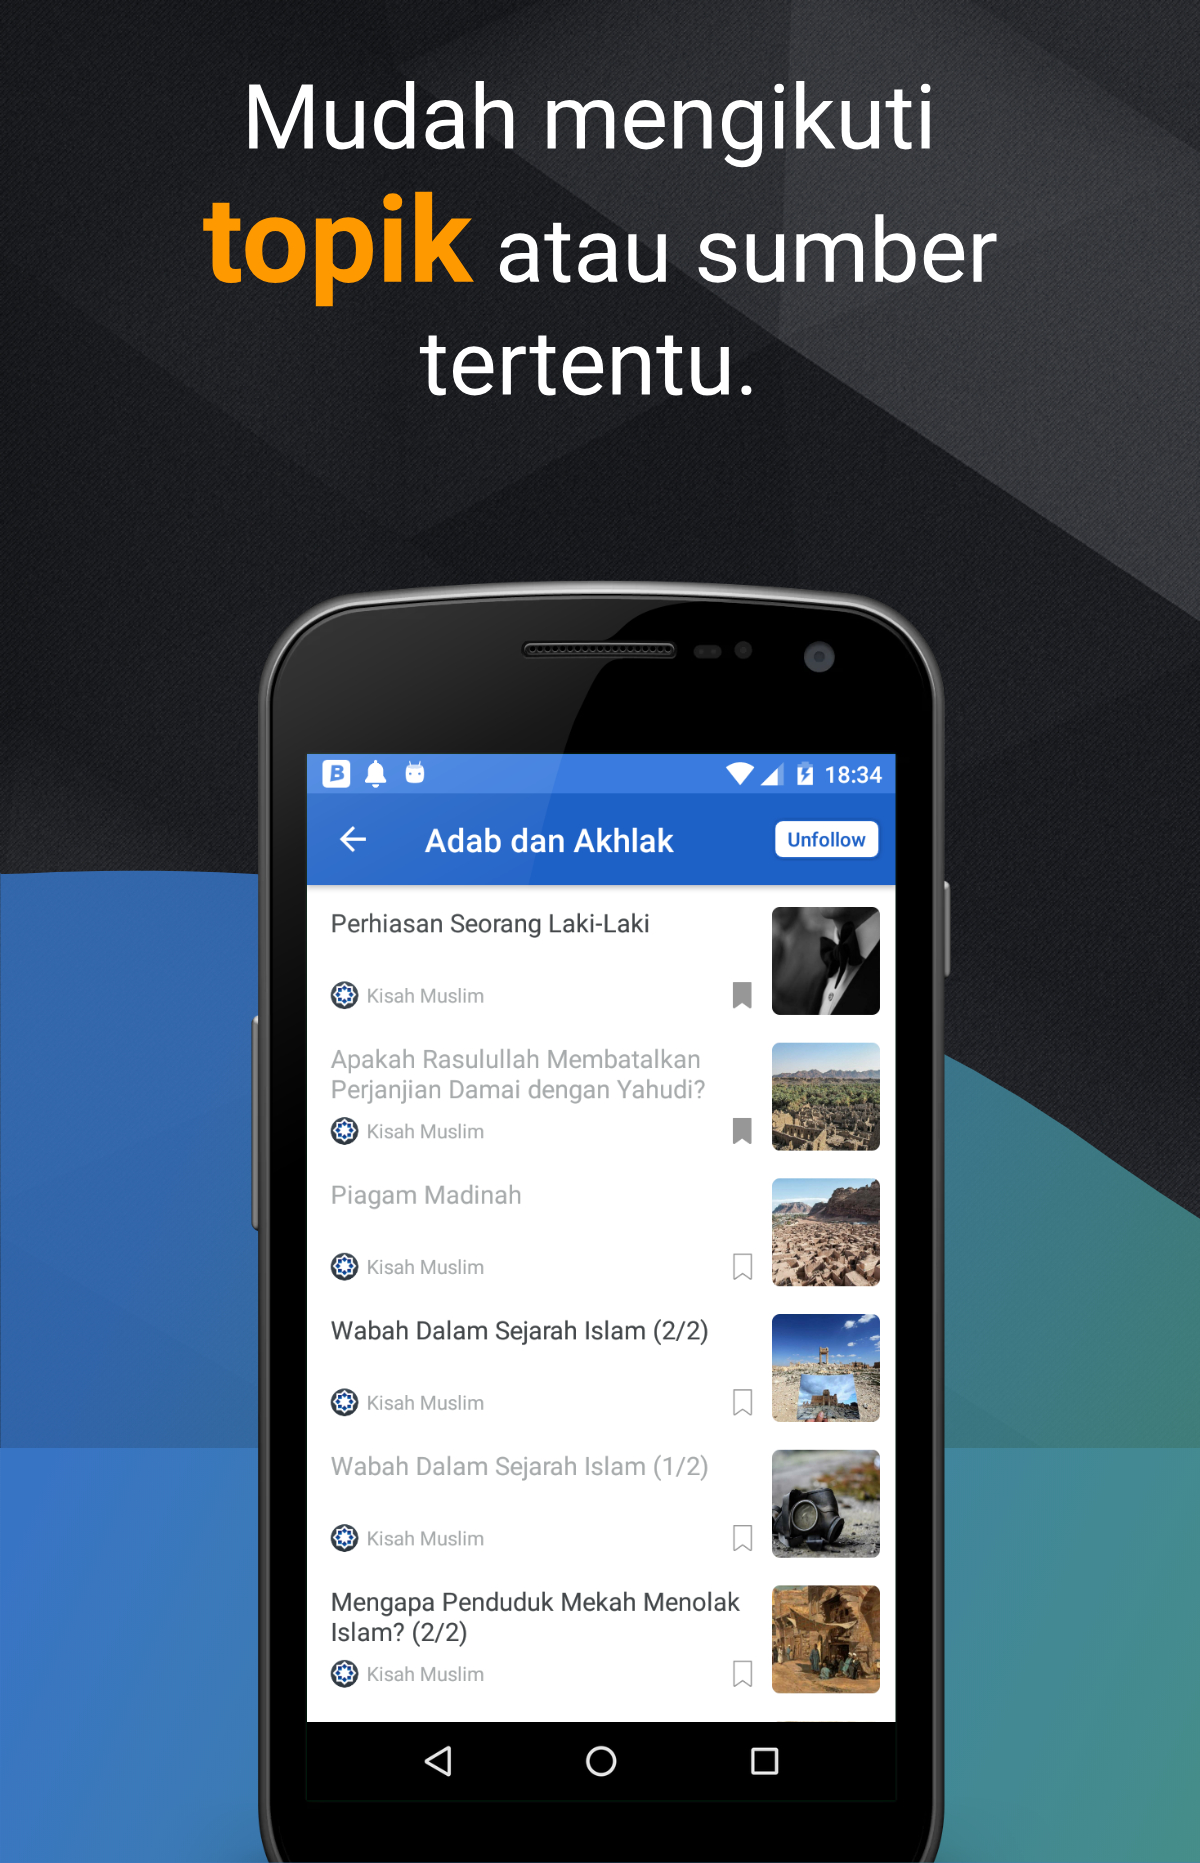 Mudah mengikuti
topik atau sumber
tertentu.
B
18:34
Adab dan Akhlak
Unfollow
Perhiasan Seorang Laki-Laki
Kisah Muslim
Apakah Rasulullah Membatalkan
Perjanjian Damai dengan Yahudi?
Kisah Muslim
Piagam Madinah
Kisah Muslim
Wabah Dalam Sejarah Islam (2/2)
Kisah Muslim
Wabah Dalam Sejarah Islam (1/2)
Kisah Muslim
Mengapa Penduduk Mekah Menolak
Islam? (2/2)
Kisah Muslim